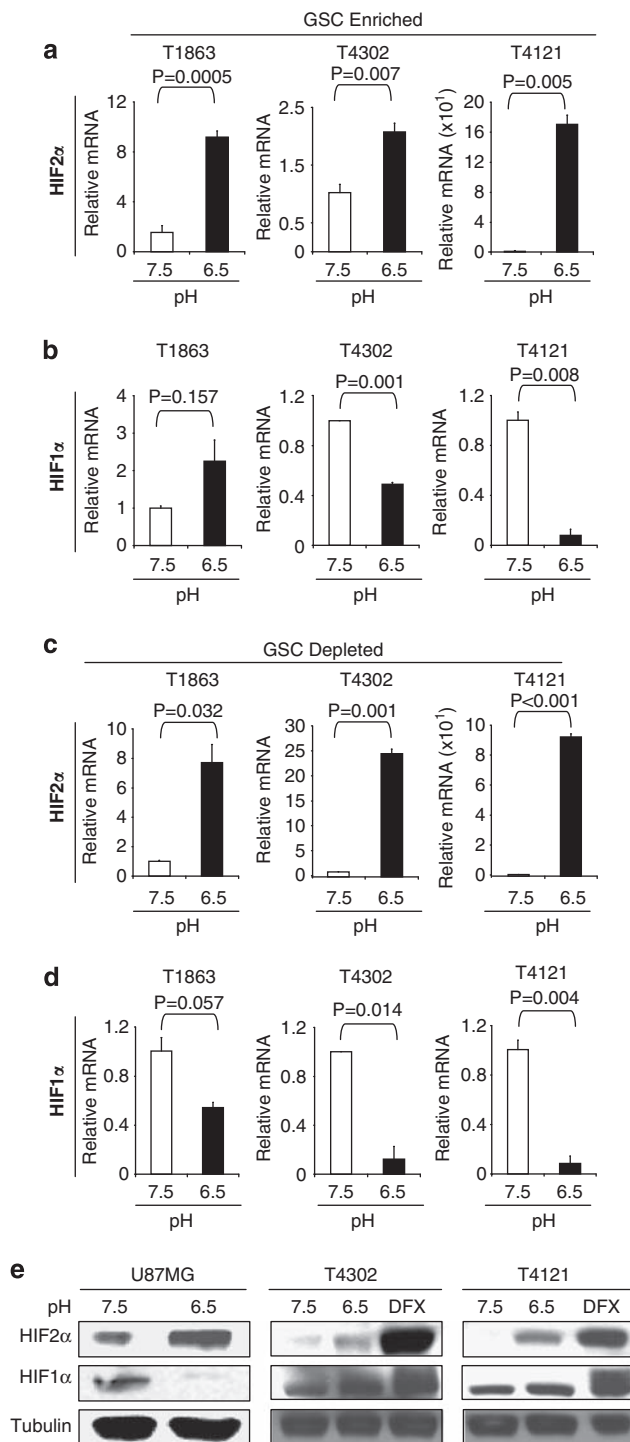 GSC Enriched
a
T1863 T4302 T4121
P=0.0005 P=0.007 P=0.005
HIF2α
Relative mRNA
12
8
4
0
7.5 6.5
pH
Relative mRNA
2.5
1.5
0.5
0
7.5 6.5
pH
Relative mRNA (x10¹)
20
16
12
8
4
0
7.5 6.5
pH
b
T1863 T4302 T4121
P=0.157 P=0.001 P=0.008
HIF1α
Relative mRNA
4
3
2
1
0
7.5 6.5
pH
Relative mRNA
1.2
0.8
0.4
0
7.5 6.5
pH
Relative mRNA
1.2
0.8
0.4
0
7.5 6.5
pH
c
GSC Depleted
T1863 T4302 T4121
P=0.032 P=0.001 P<0.001
HIF2α
Relative mRNA
10
8
6
4
2
0
7.5 6.5
pH
Relative mRNA
30
25
20
15
10
25
0
7.5 6.5
pH
Relative mRNA (x10¹)
10
8
6
4
2
0
7.5 6.5
pH
d
T1863 T4302 T4121
P=0.057 P=0.014 P=0.004
HIF1α
Relative mRNA
1.2
0.8
0.4
0
7.5 6.5
pH
Relative mRNA
1.2
0.8
0.4
0
7.5 6.5
pH
Relative mRNA
1.2
0.8
0.4
0
7.5 6.5
pH
e
U87MG T4302 T4121
pH 7.5 6.5 7.5 6.5 DFX 7.5 6.5 DFX
HIF2α
HIF1α
Tubulin